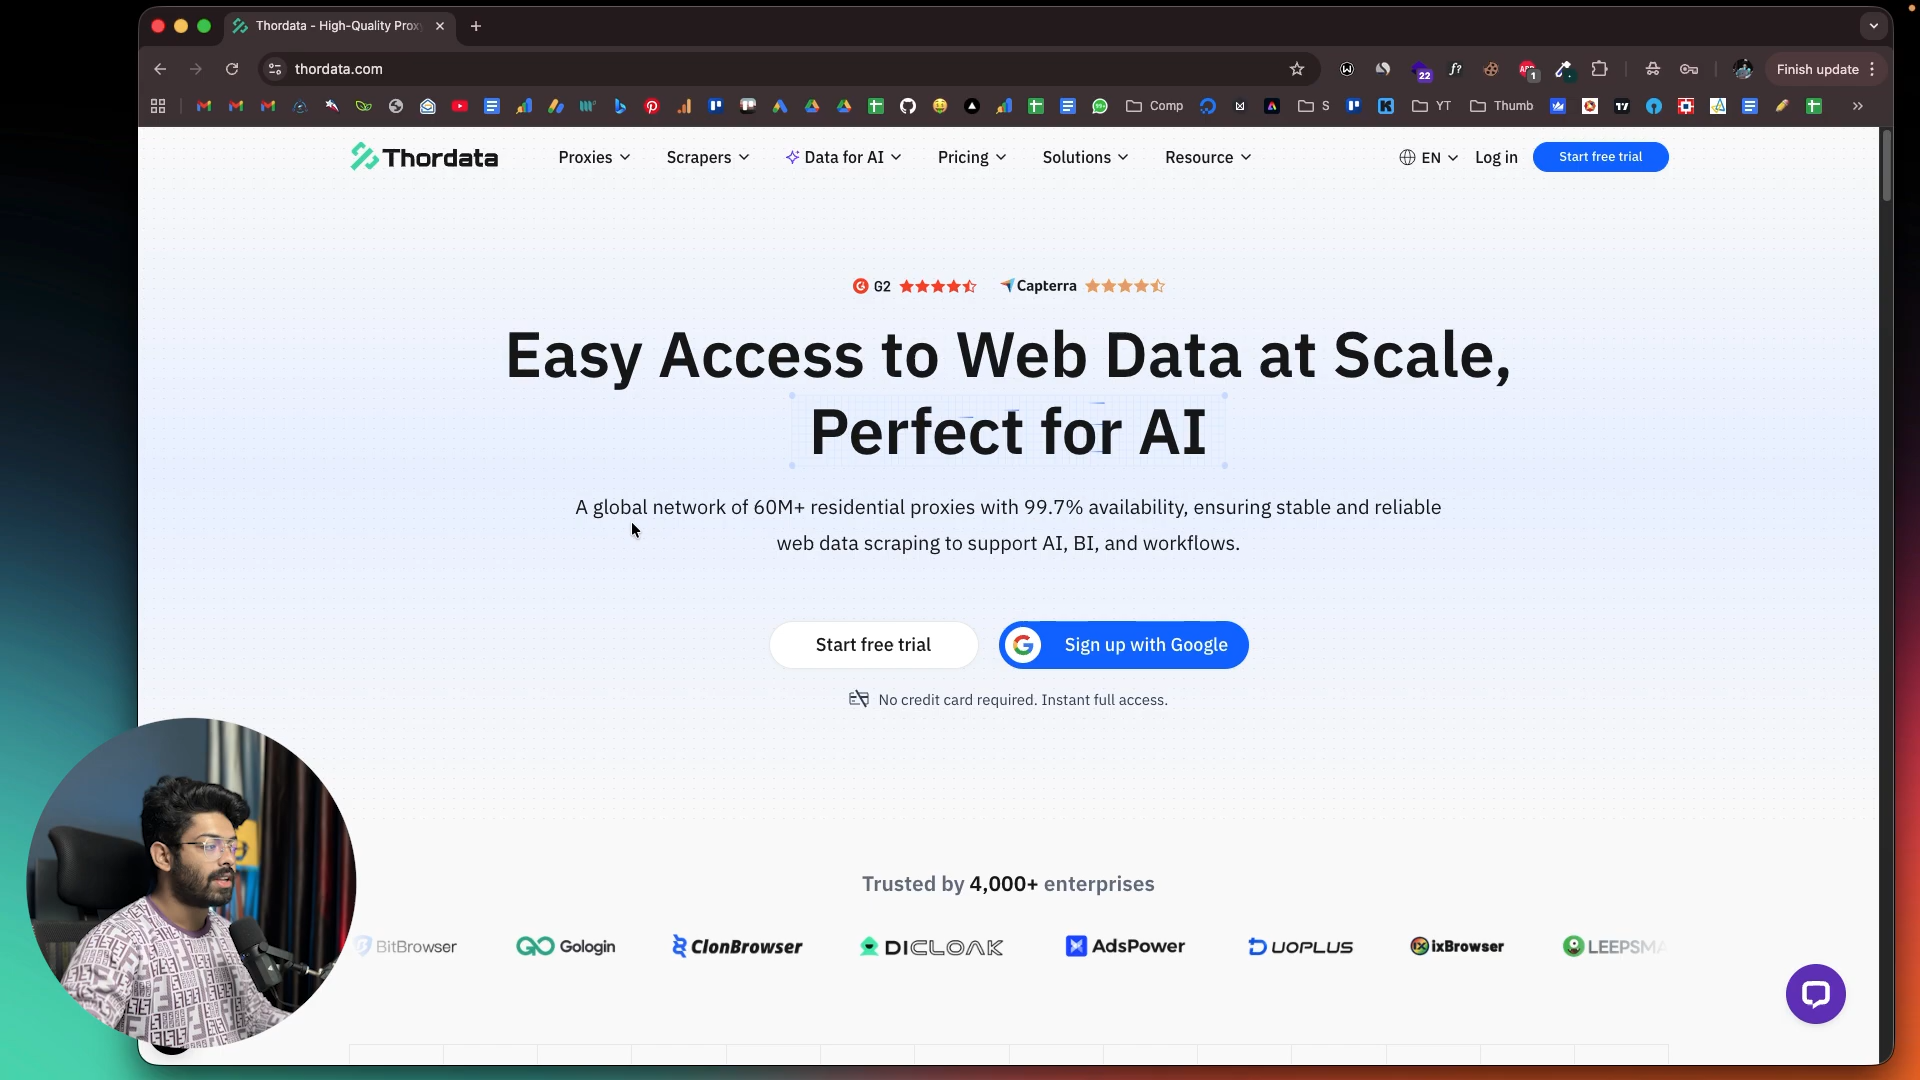 Thordata - High-Quality Prox
thordata.com
22
f?
1
Finish update
Comp
S
YT
Thumb
Thordata
Proxies
Scrapers
Data for AI
Pricing
Solutions
Resource
EN
Log in
Start free trial
G2
Capterra
Easy Access to Web Data at Scale,
Perfect for AI
A global network of 60M+ residential proxies with 99.7% availability, ensuring stable and reliable
web data scraping to support AI, BI, and workflows.
Start free trial
Sign up with Google
No credit card required. Instant full access.
Trusted by 4,000+ enterprises
BitBrowser
Gologin
ClonBrowser
DICLOAK
AdsPower
DUOPLUS
ixBrowser
LEEPSMA